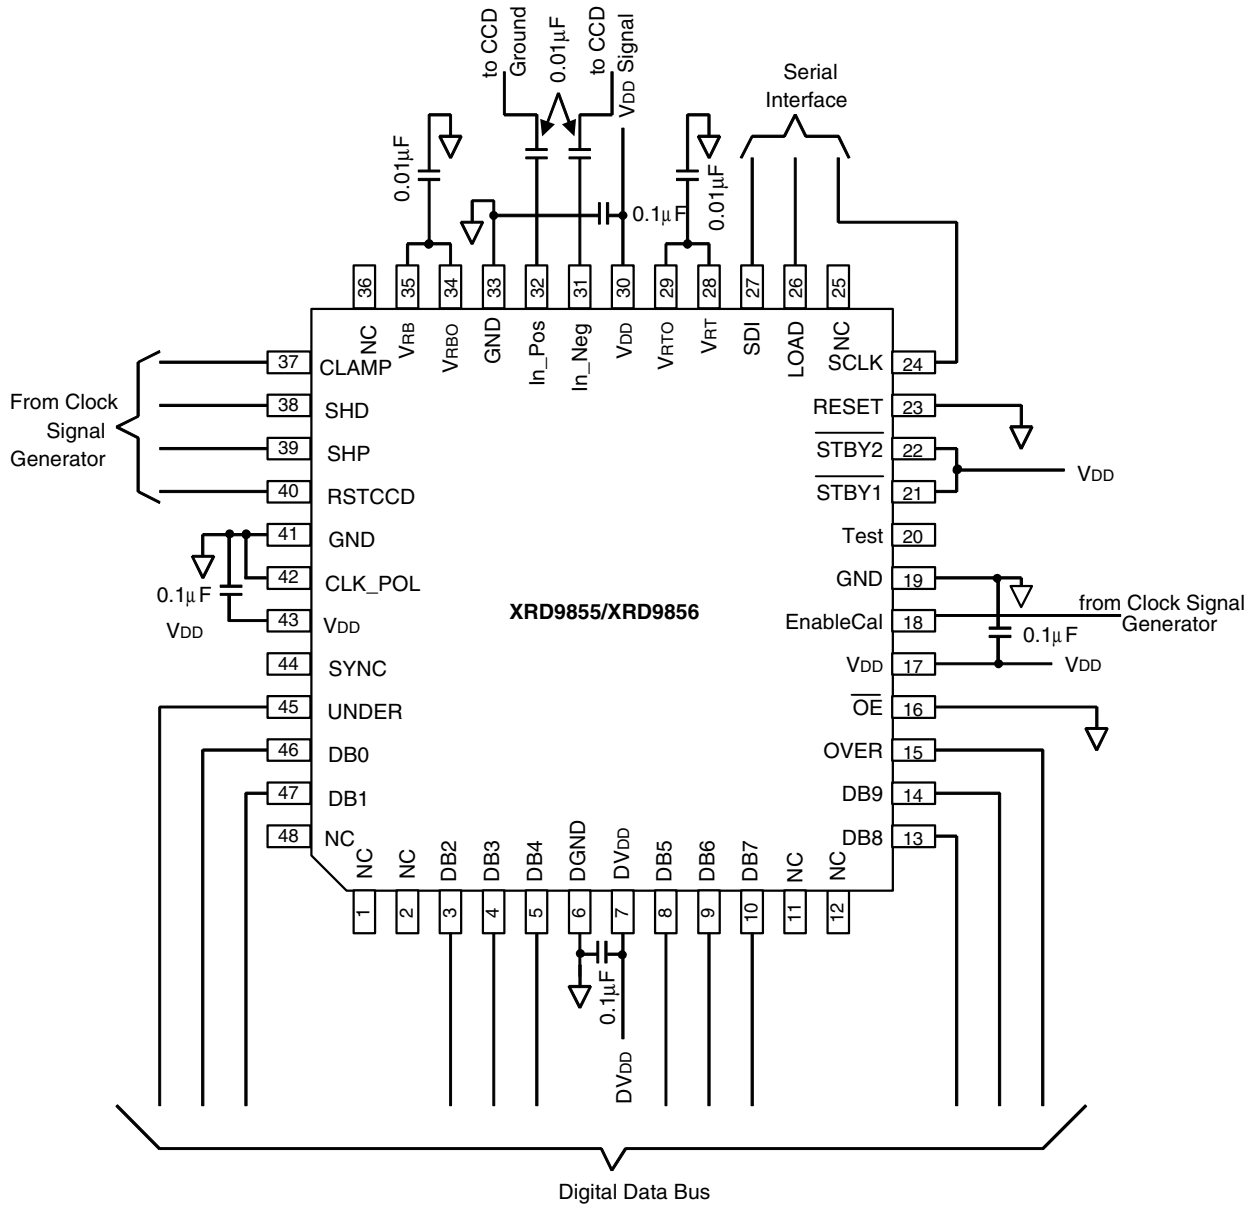 to CCD
Ground
0.01μF
to CCD
Signal
VDD
Serial
Interface
0.01μF
0.1μF
0.01μF
36
35
34
33
32
31
30
29
28
27
26
25
NC
VRB
VRBO
GND
In_Pos
In_Neg
VDD
VRTO
VRT
SDI
LOAD
NC
From Clock
Signal
Generator
37 CLAMP
38 SHD
39 SHP
40 RSTCCD
41 GND
42 CLK_POL
0.1μF
VDD
43 VDD
44 SYNC
45 UNDER
46 DB0
47 DB1
48 NC
XRD9855/XRD9856
SCLK 24
RESET 23
STBY2 22
STBY1 21
VDD
Test 20
GND 19
EnableCal 18
from Clock Signal
Generator
0.1μF
VDD 17
VDD
OE 16
OVER 15
DB9 14
DB8 13
NC
NC
DB2
DB3
DB4
DGND
DVDD
DB5
DB6
DB7
NC
NC
1
2
3
4
5
6
7
8
9
10
11
12
0.1μF
DVDD
Digital Data Bus